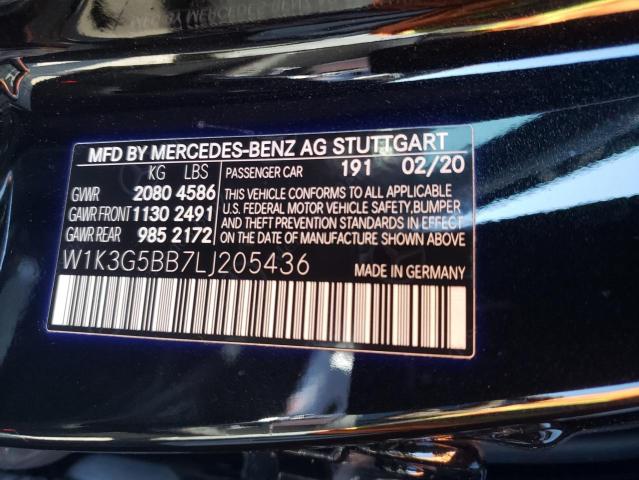 MFD BY MERCEDES-BENZ AG STUTTGART
KG LBS
GVWR 2080 4586
GAWR FRONT 1130 2491
GAWR REAR 985 2172
PASSENGER CAR 191 02/20
THIS VEHICLE CONFORMS TO ALL APPLICABLE
U.S. FEDERAL MOTOR VEHICLE SAFETY,BUMPER
AND THEFT PREVENTION STANDARDS IN EFFECT
ON THE DATE OF MANUFACTURE SHOWN ABOVE.
W1K3G5BB7LJ205436
MADE IN GERMANY